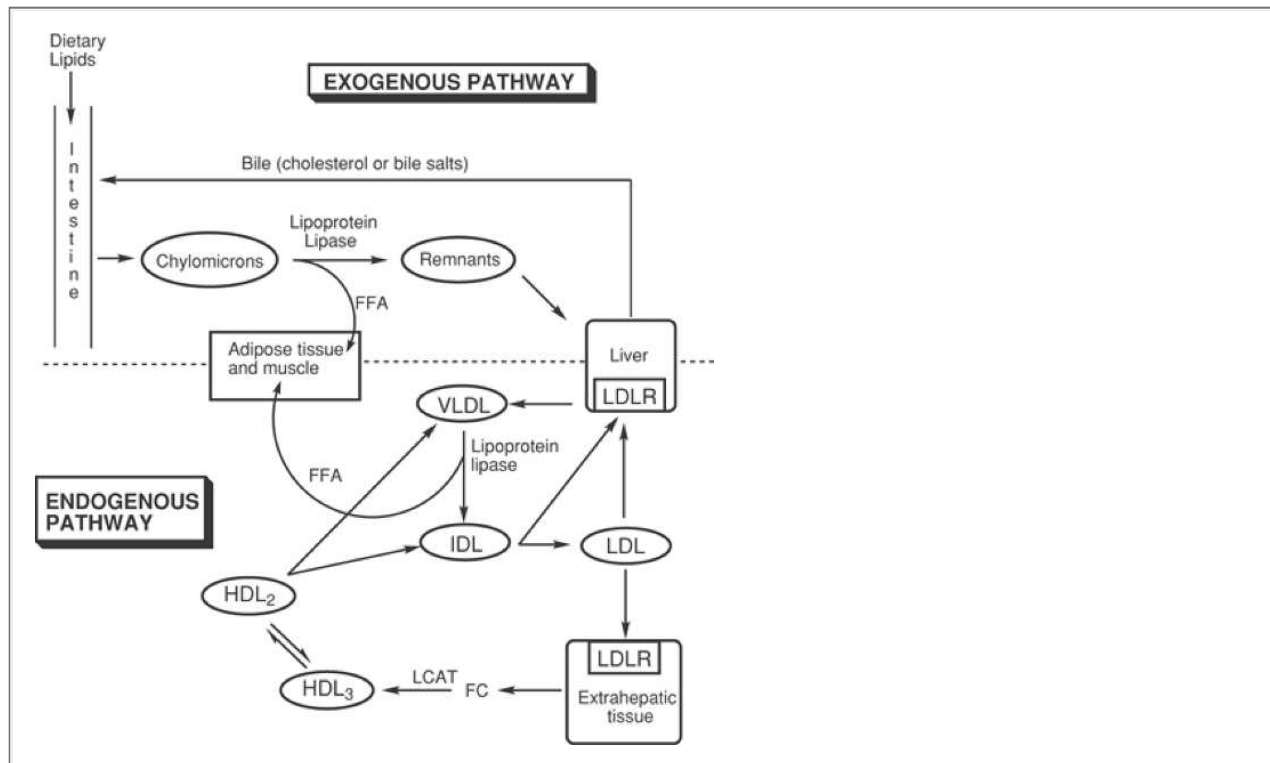 Dietary
Lipids
EXOGENOUS PATHWAY
Intestine
Bile (cholesterol or bile salts)
Lipoprotein
Lipase
Chylomicrons
Remnants
FFA
Adipose tissue
and muscle
Liver
LDLR
VLDL
Lipoprotein
lipase
FFA
ENDOGENOUS
PATHWAY
IDL
LDL
HDL₂
LDLR
Extrahepatic
tissue
FC
LCAT
HDL₃